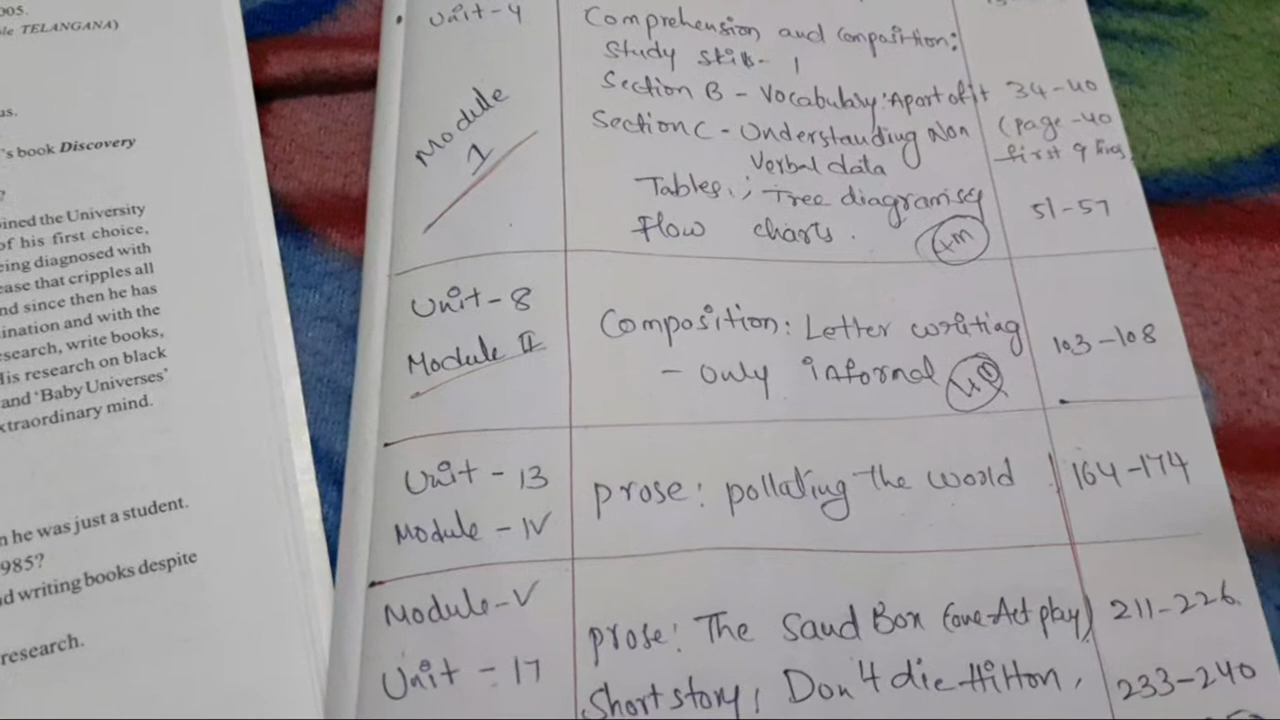 005.
le TELANGANA)
us.
's book Discovery
?
ined the University
of his first choice,
eing diagnosed with
ease that cripples all
nd since then he has
ination and with the
esearch, write books,
His research on black
and 'Baby Universes'
xtraordinary mind.
n he was just a student.
985?
nd writing books despite
research.
Unit-4
Module
1
Comprehension and composition:
Study skills- 1
Section B - Vocabulary: A part of it 34-40
Section C - Understanding Non (page-40
Verbal data first 9 lines
Tables, ; Tree diagrams ; 51-57
Flow charts.
Unit-8
Module II
Composition: Letter writing 103-108
- Only informal
Unit - 13
Module - IV
prose: pollating the world 164-174
Module-V
Unit - 17
prose: The Sand Box (one-Act play) 211-226.
Short story; Don't die Hilton, 233-240